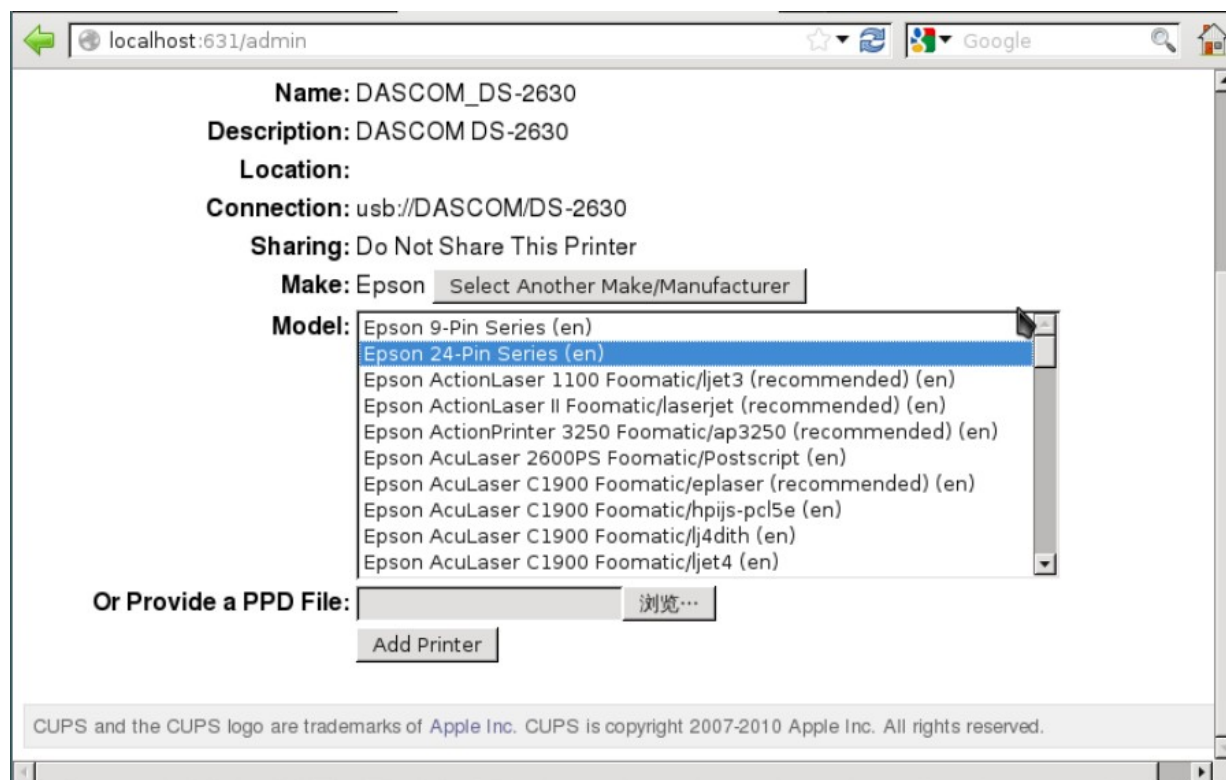 localhost:631/admin
Google
Name: DASCOM_DS-2630
Description: DASCOM DS-2630
Location:
Connection: usb://DASCOM/DS-2630
Sharing: Do Not Share This Printer
Make: Epson Select Another Make/Manufacturer
Model: Epson 9-Pin Series (en)
Epson 24-Pin Series (en)
Epson ActionLaser 1100 Foomatic/ljet3 (recommended) (en)
Epson ActionLaser II Foomatic/laserjet (recommended) (en)
Epson ActionPrinter 3250 Foomatic/ap3250 (recommended) (en)
Epson AcuLaser 2600PS Foomatic/Postscript (en)
Epson AcuLaser C1900 Foomatic/eplaser (recommended) (en)
Epson AcuLaser C1900 Foomatic/hpijs-pcl5e (en)
Epson AcuLaser C1900 Foomatic/lj4dith (en)
Epson AcuLaser C1900 Foomatic/ljet4 (en)
Or Provide a PPD File: 浏览…
Add Printer
CUPS and the CUPS logo are trademarks of Apple Inc. CUPS is copyright 2007-2010 Apple Inc. All rights reserved.